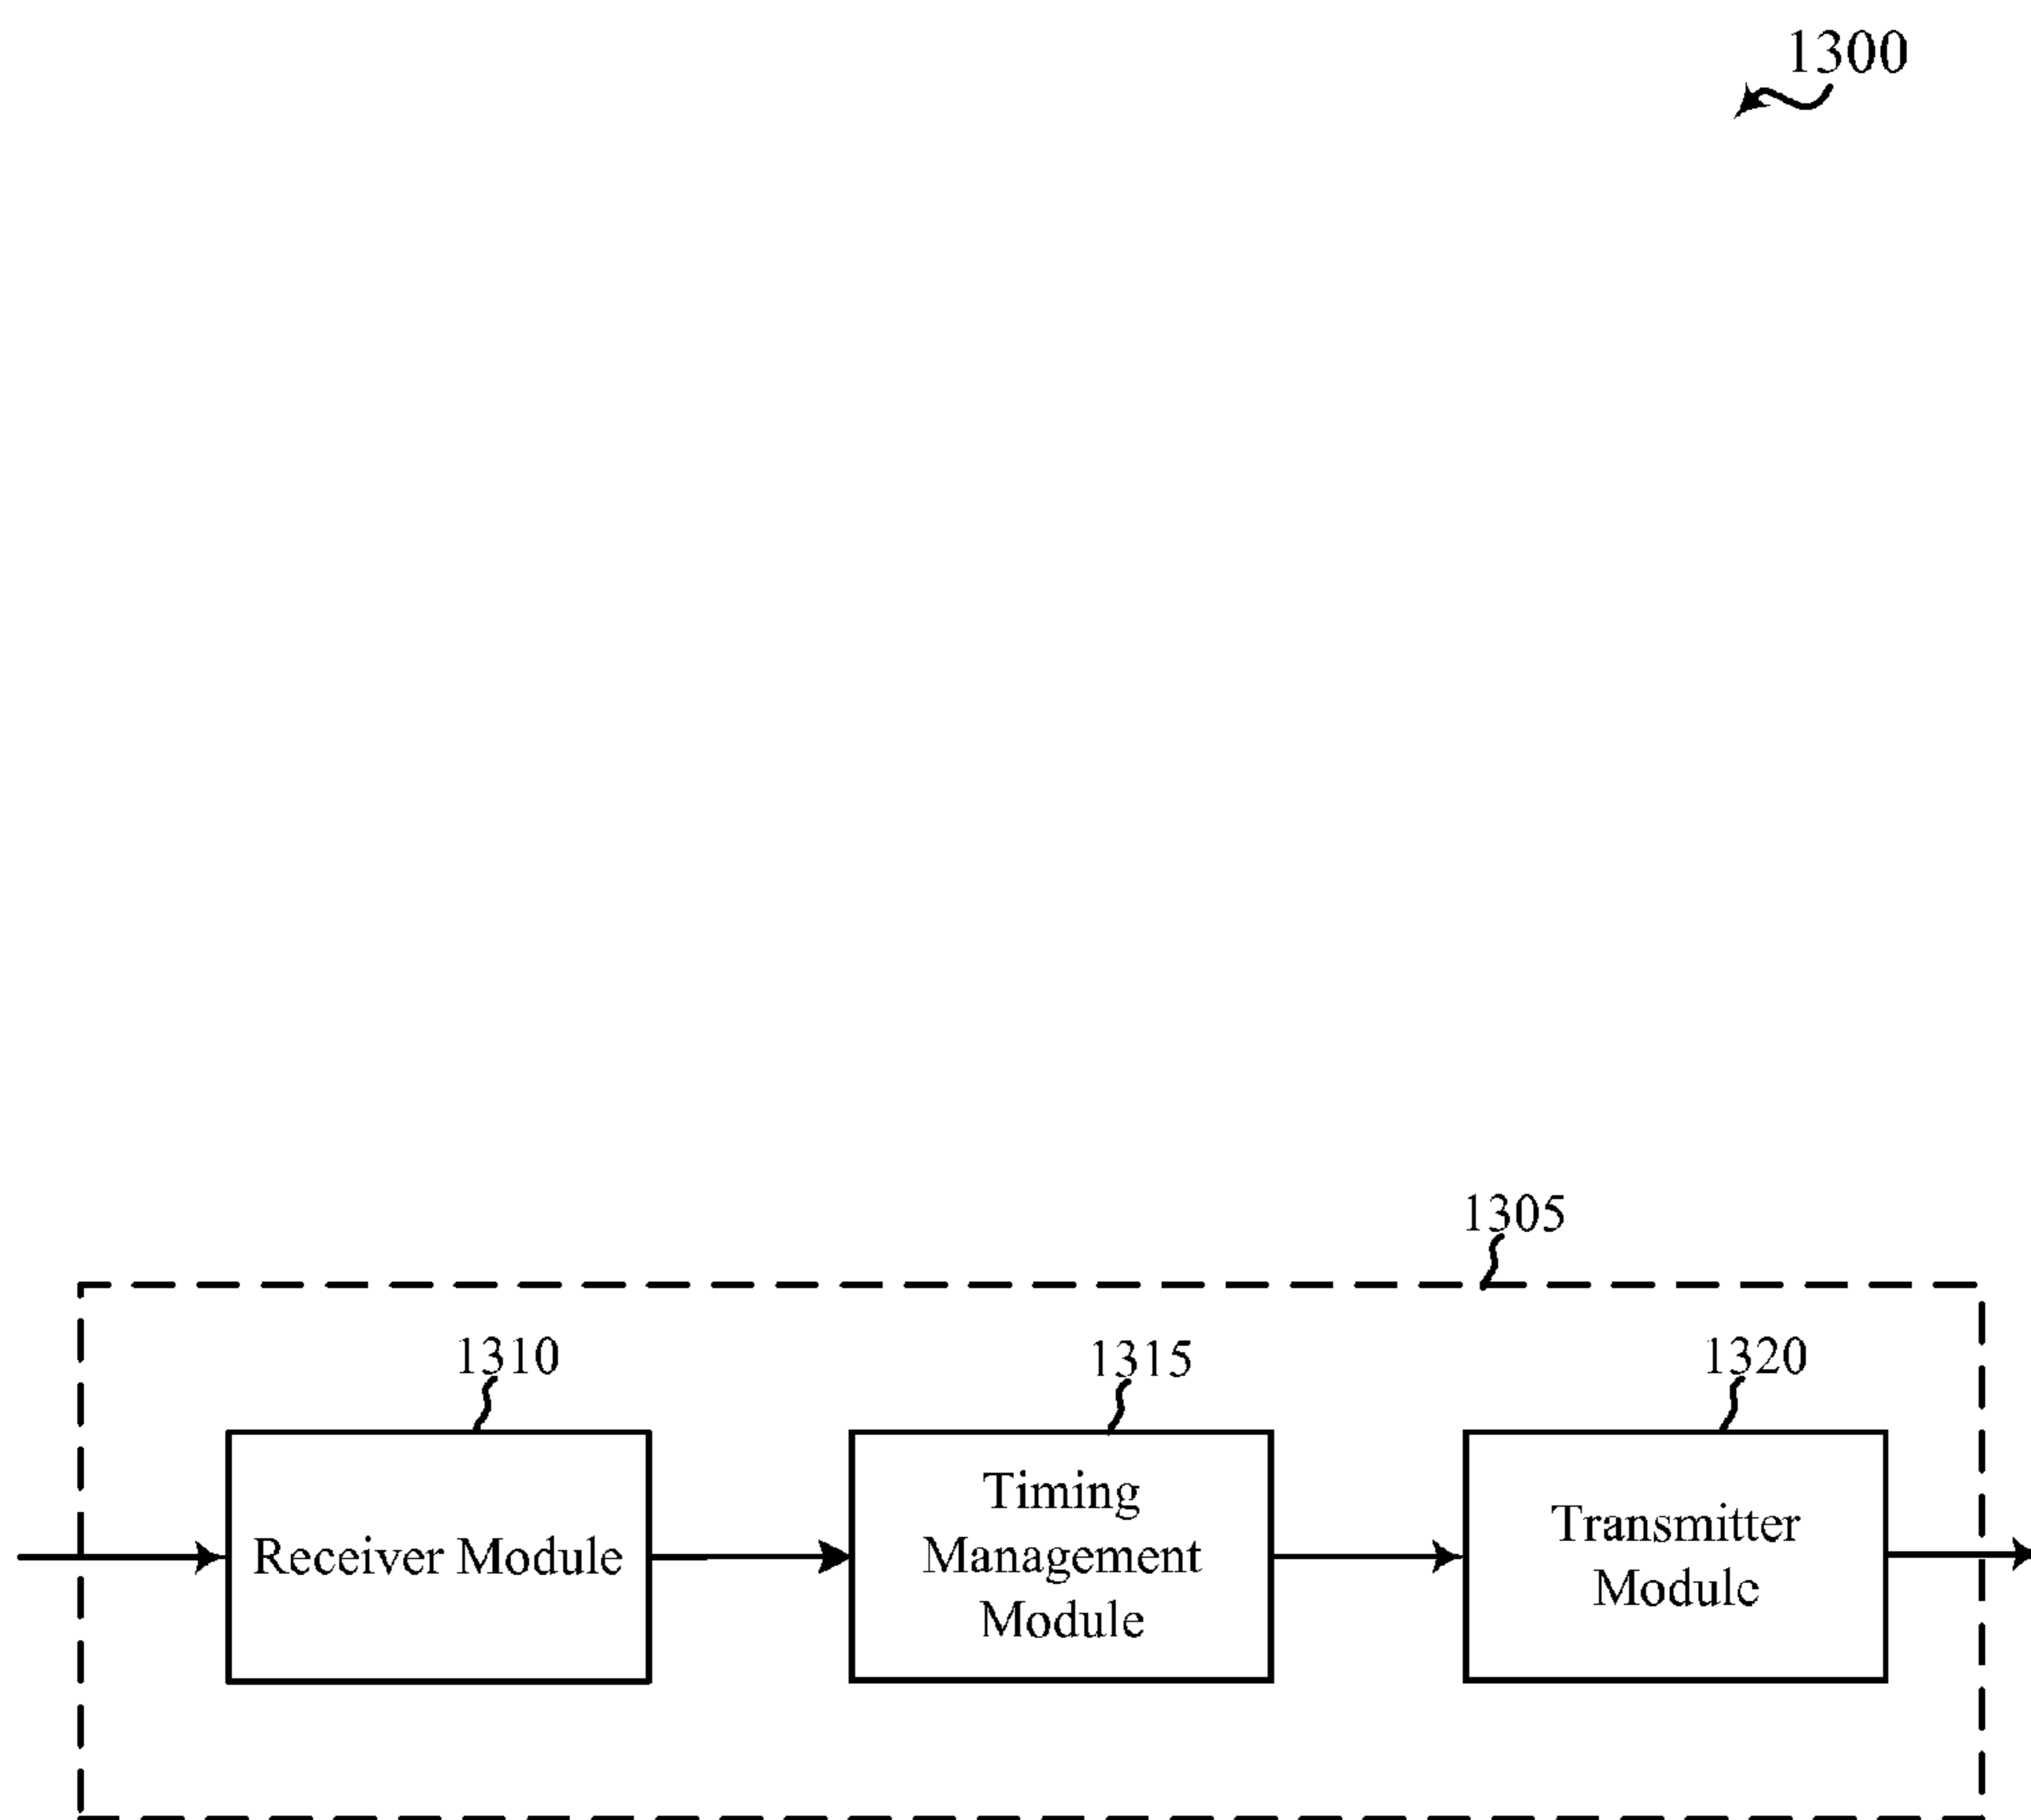 1300
1305
1310
1315
1320
Receiver Module
Timing
Management
Module
Transmitter
Module